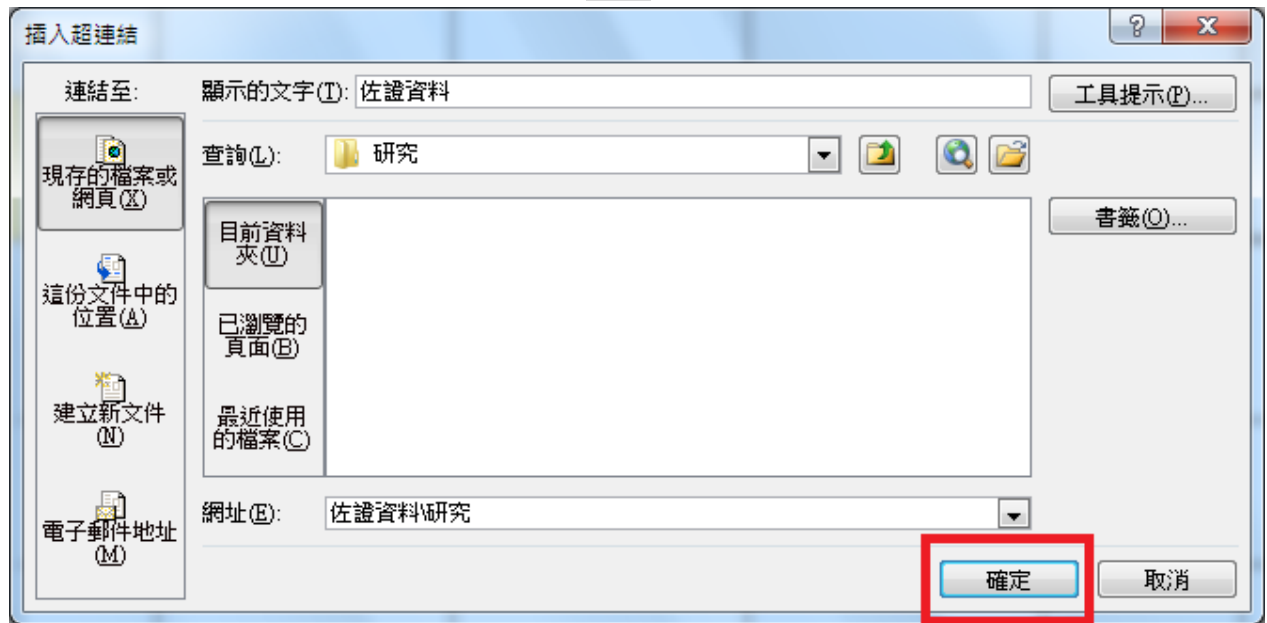 插入超連結
連結至:
顯示的文字(T):
佐證資料
工具提示(P)...
現存的檔案或
網頁(X)
查詢(L):
研究
書籤(O)...
目前資料
夾(U)
這份文件中的
位置(A)
已瀏覽的
頁面(B)
建立新文件
(N)
最近使用
的檔案(C)
電子郵件地址
(M)
網址(E):
佐證資料\研究
確定
取消